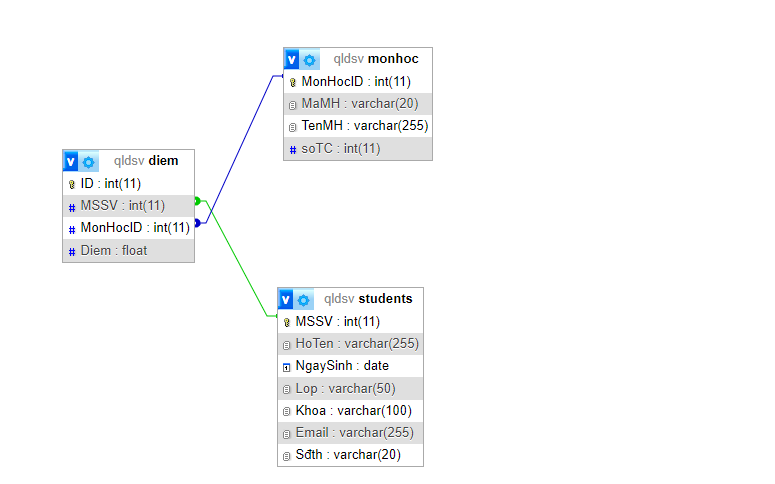 v qldsv monhoc
MonHocID : int(11)
MaMH : varchar(20)
TenMH : varchar(255)
# soTC : int(11)
v qldsv diem
ID : int(11)
# MSSV : int(11)
# MonHocID : int(11)
# Diem : float
v qldsv students
MSSV : int(11)
HoTen : varchar(255)
NgaySinh : date
Lop : varchar(50)
Khoa : varchar(100)
Email : varchar(255)
Sđth : varchar(20)